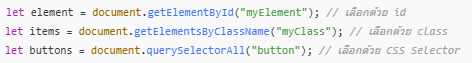 let element = document.getElementById("myElement"); // เลือกด้วย id
let items = document.getElementsByClassName("myClass"); // เลือกด้วย class
let buttons = document.querySelectorAll("button"); // เลือกด้วย CSS Selector